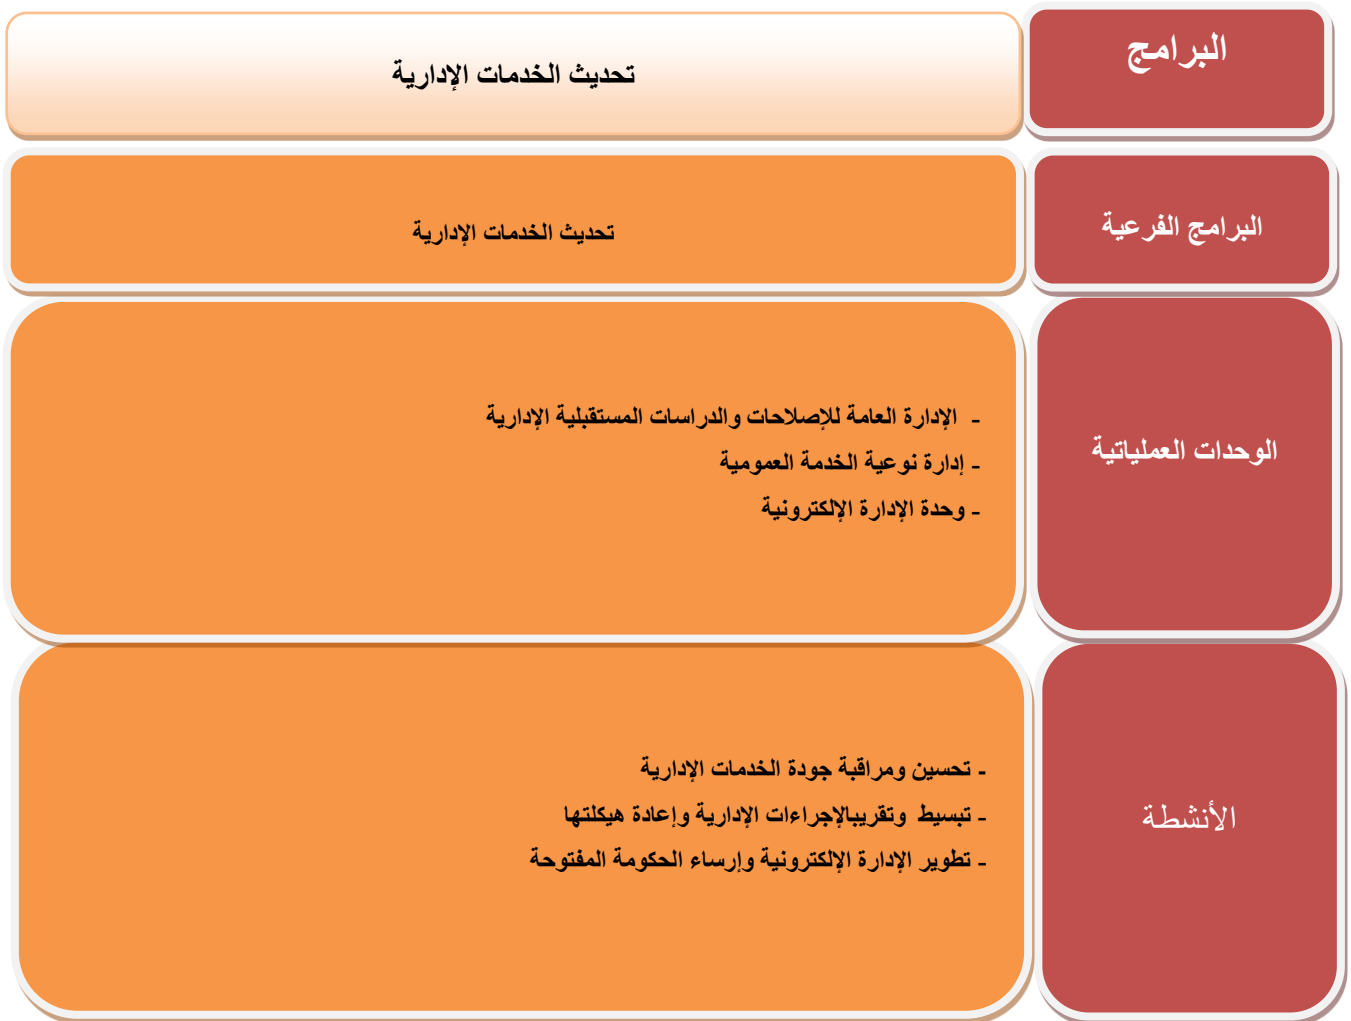 البرامج
تحديث الخدمات الإدارية
البرامج الفرعية
تحديث الخدمات الإدارية
الوحدات العملياتية
- الإدارة العامة للإصلاحات والدراسات المستقبلية الإدارية
- إدارة نوعية الخدمة العمومية
- وحدة الإدارة الإلكترونية
الأنشطة
- تحسين ومراقبة جودة الخدمات الإدارية
- تبسيط وتقريبالإجراءات الإدارية وإعادة هيكلتها
- تطوير الإدارة الإلكترونية وإرساء الحكومة المفتوحة